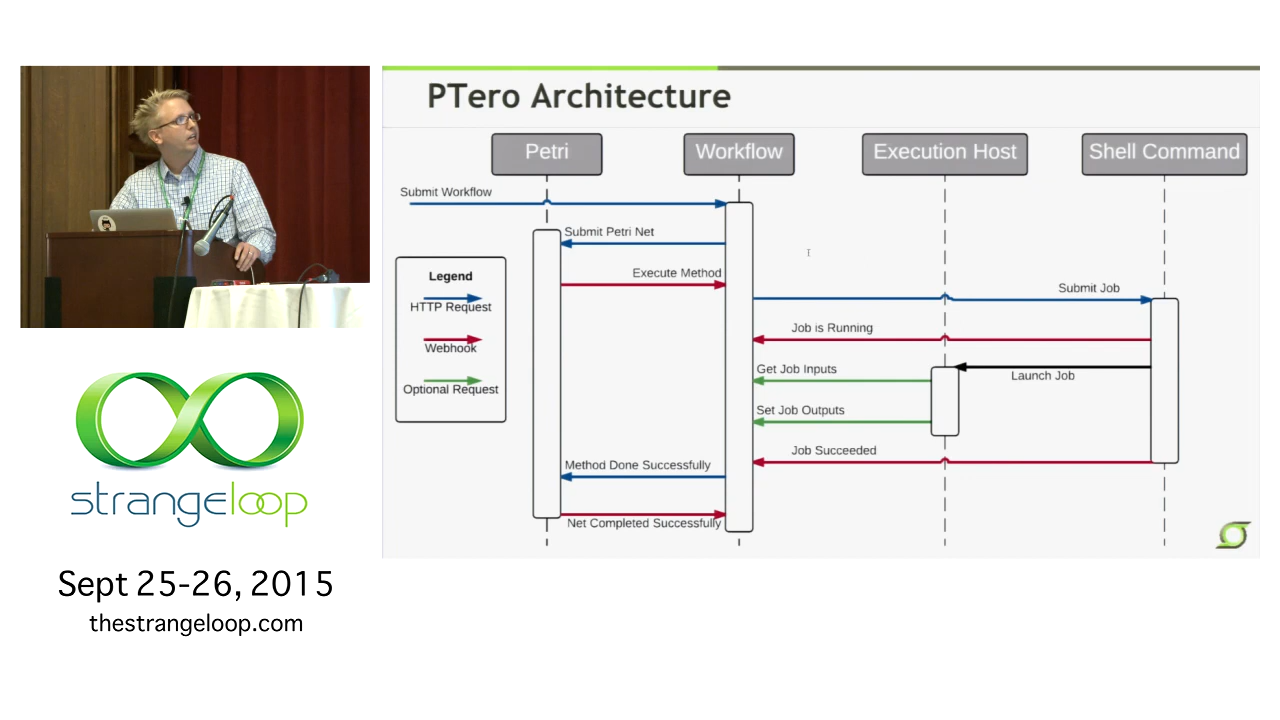 PTero Architecture
Petri
Workflow
Execution Host
Shell Command
Submit Workflow
Submit Petri Net
Execute Method
Submit Job
Job is Running
Launch Job
Get Job Inputs
Set Job Outputs
Job Succeeded
Method Done Successfully
Net Completed Successfully
Legend
HTTP Request
Webhook
Optional Request
strangeloop
Sept 25-26, 2015
thestrangeloop.com